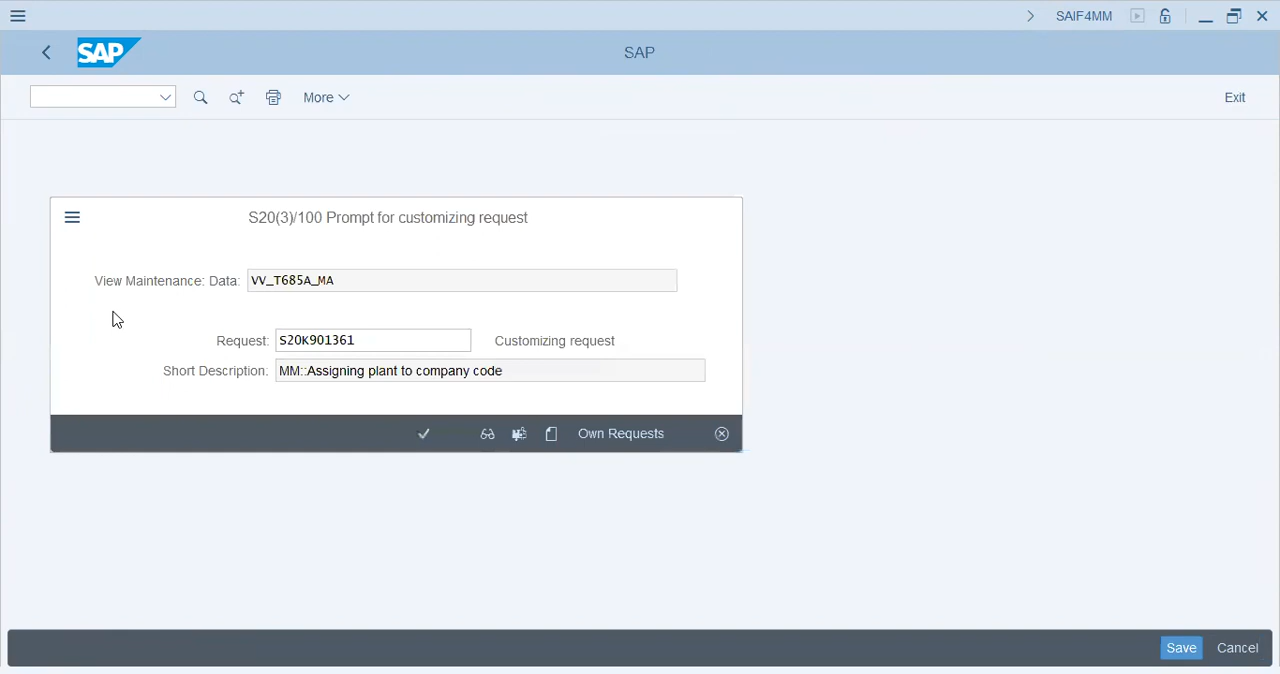 SAIF4MM
SAP
SAP
More
Exit
S20(3)/100 Prompt for customizing request
View Maintenance: Data: VV_T685A_MA
Request: S20K901361 Customizing request
Short Description: MM::Assigning plant to company code
Own Requests
Save Cancel